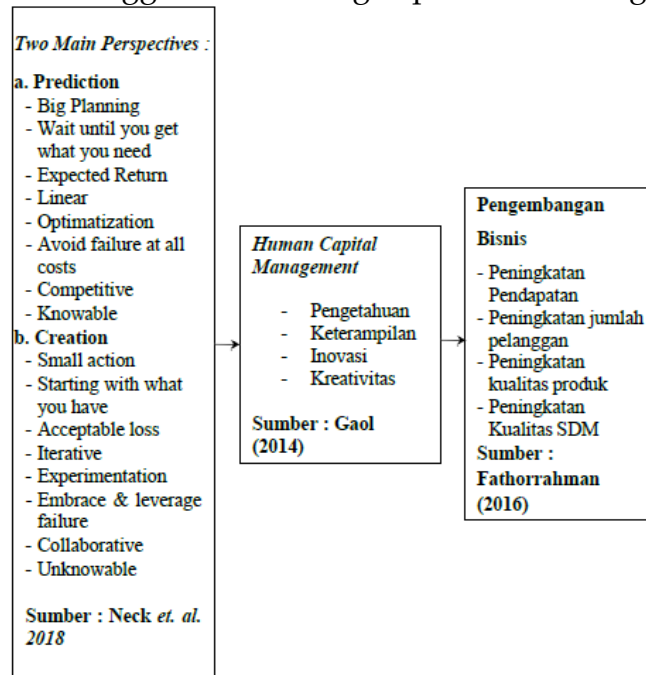 Two Main Perspectives :
a. Prediction
- Big Planning
- Wait until you get
what you need
- Expected Return
- Linear
- Optimatization
- Avoid failure at all
costs
- Competitive
- Knowable
b. Creation
- Small action
- Starting with what
you have
- Acceptable loss
- Iterative
- Experimentation
- Embrace & leverage
failure
- Collaborative
- Unknowable
Sumber : Neck et. al.
2018
Human Capital
Management
- Pengetahuan
- Keterampilan
- Inovasi
- Kreativitas
Sumber : Gaol
(2014)
Pengembangan
Bisnis
- Peningkatan
Pendapatan
- Peningkatan jumlah
pelanggan
- Peningkatan
kualitas produk
- Peningkatan
Kualitas SDM
Sumber :
Fathorrahman
(2016)